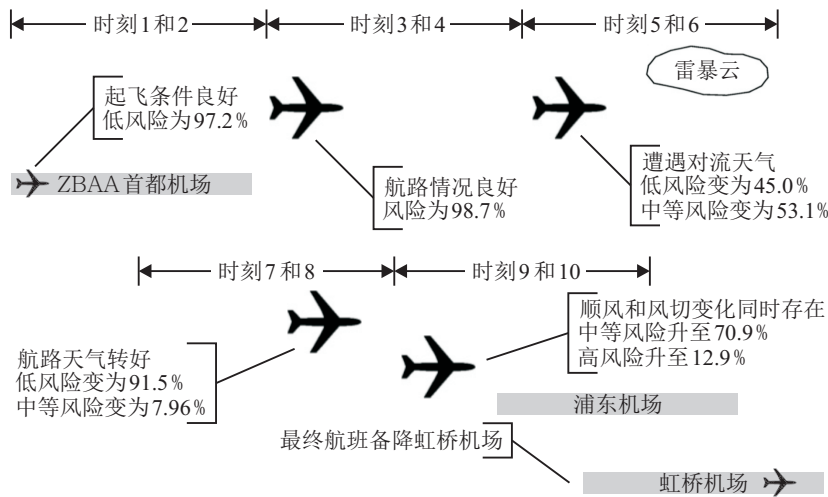 时刻1和2
时刻3和4
时刻5和6
雷暴云
起飞条件良好
低风险为97.2%
ZBAA首都机场
航路情况良好
风险为98.7%
遭遇对流天气
低风险变为45.0%
中等风险变为53.1%
时刻7和8
时刻9和10
航路天气转好
低风险变为91.5%
中等风险变为7.96%
顺风和风切变化同时存在
中等风险升至70.9%
高风险升至12.9%
浦东机场
最终航班备降虹桥机场
虹桥机场